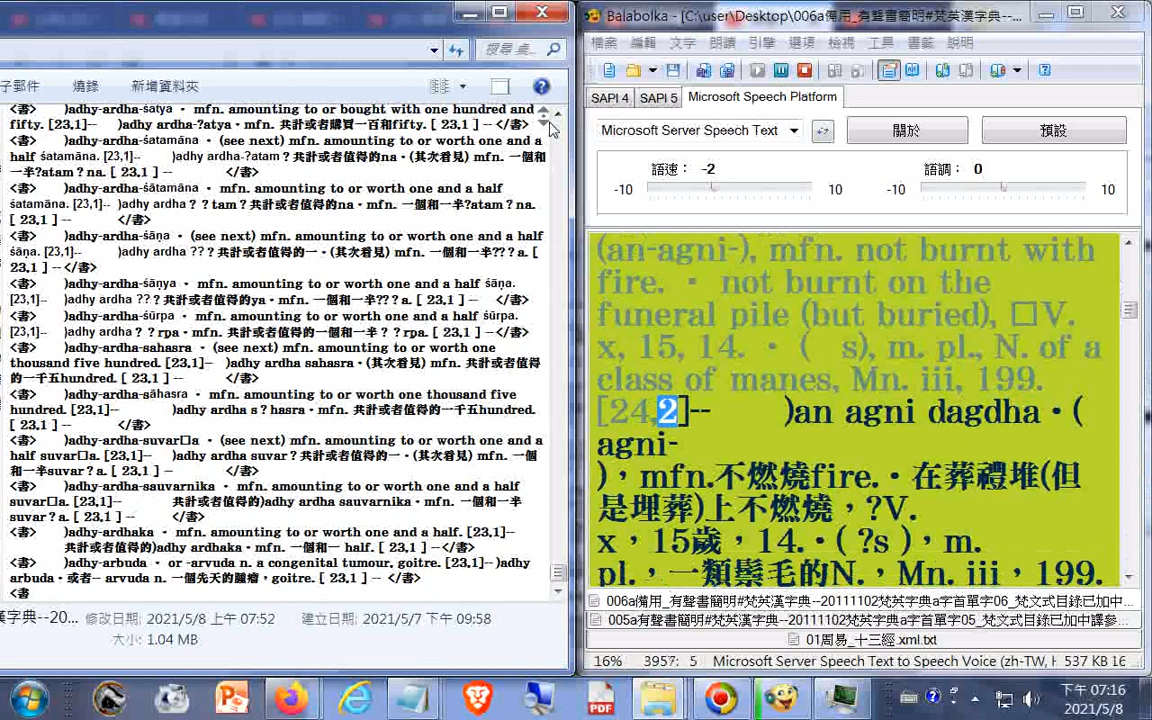 搜尋 桌...
子郵件 燒錄 新增資料夾
<書> )adhy-ardha-śatya・mfn. amounting to or bought with one hundred and
fifty. [23,1]-- )adhy ardha-?atya・mfn. 共計或者購買一百和fifty. [ 23,1 ] --</書>
<書> )adhy-ardha-śatamāna・(see next) mfn. amounting to or worth one and a
half śatamāna. [23,1]-- )adhy ardha-?atam？共計或者值得的na・(其次看見) mfn. 一個和
一半?atam？na. [ 23,1 ] -- </書>
<書> )adhy-ardha-śātamāna・mfn. amounting to or worth one and a half
śatamāna. [23,1]-- )adhy ardha？？tam？共計或者值得的na・mfn. 一個和一半?atam？na.
[ 23,1 ] -- </書>
<書> )adhy-ardha-śāṇa・(see next) mfn. amounting to or worth one and a half
śāṇa. [23,1]-- )adhy ardha ??？共計或者值得的一・(其次看見) mfn. 一個和一半???a. [
23,1 ] --</書>
<書> )adhy-ardha-śāṇya・mfn. amounting to or worth one and a half śāṇa.
[23,1]-- )adhy ardha ??？共計或者值得的ya・mfn. 一個和一半???a. [ 23,1 ] -- </書>
<書> )adhy-ardha-śūrpa・mfn. amounting to or worth one and a half śūrpa.
[23,1]-- )adhy ardha？？rpa・mfn. 共計或者值得的一個和一半？？rpa. [ 23,1 ] -- </書>
<書> )adhy-ardha-sahasra・(see next) mfn. amounting to or worth one
thousand five hundred. [23,1]-- )adhy ardha sahasra・(其次看見) mfn. 共計或者值得
的一千五hundred. [ 23,1 ] -- </書>
<書> )adhy-ardha-sāhasra・mfn. amounting to or worth one thousand five
hundred. [23,1]-- )adhy ardha s？hasra・mfn. 共計或者值得的一千五hundred.
[ 23,1 ] -- </書>
<書> )adhy-ardha-suvar□a・(see next) mfn. amounting to or worth one and a
half suvar□a. [23,1]-- )adhy ardha suvar？共計或者值得的一・(其次看見) mfn. 一個
和一半suvar？a. [ 23,1 ] -- </書>
<書> )adhy-ardha-sauvarnika・mfn. amounting to or worth one and a half
suvar□a. [23,1]-- 共計或者值得的)adhy ardha sauvarnika・mfn. 一個和一半
suvar？a. [ 23,1 ] -- </書>
<書> )adhy-ardhaka・mfn. amounting to or worth one and a half. [23,1]--
共計或者值得的)adhy ardhaka・mfn. 一個和一 half. [ 23,1 ] -- </書>
<書> )adhy-arbuda・or -arvuda n. a congenital tumour, goitre. [23,1]--)adhy
arbuda・或者-- arvuda n. 一個先天的腫瘤，goitre. [ 23,1 ] -- </書>
<書
漢字典--20... 修改日期: 2021/5/8 上午 07:52 建立日期: 2021/5/7 下午 09:58
大小: 1.04 MB
Balabolka - [C:\user\Desktop\006a備用_有聲書簡明#梵英漢字典--...
檔案 編輯 文字 朗讀 引擎 選項 檢視 工具 書籤 說明
SAPI 4 SAPI 5 Microsoft Speech Platform
Microsoft Server Speech Text 關於 預設
語速: -2 語調: 0
-10 10 -10 10
(an-agni-), mfn. not burnt with
fire. ・ not burnt on the
funeral pile (but buried), □V.
x, 15, 14. ・ ( s), m. pl., N. of a
class of manes, Mn. iii, 199.
[24,2]-- )an agni dagdha・(
agni-
)，mfn.不燃燒fire.・在葬禮堆(但
是埋葬)上不燃燒，?V.
x，15歲，14.・( ?s )，m.
pl.，一類鬃毛的N.，Mn. iii，199.
006a備用_有聲書簡明#梵英漢字典--20111102梵英漢字典a字首單字06_梵文式目錄已加中...
005a有聲書簡明#梵英漢字典--20111102梵英漢字典a字首單字05_梵文式目錄已加中譯參...
01周易_十三經.xml.txt
16% 3957: 5 Microsoft Server Speech Text to Speech Voice (zh-TW, H 537 KB 16
PDF
下午 07:16
2021/5/8